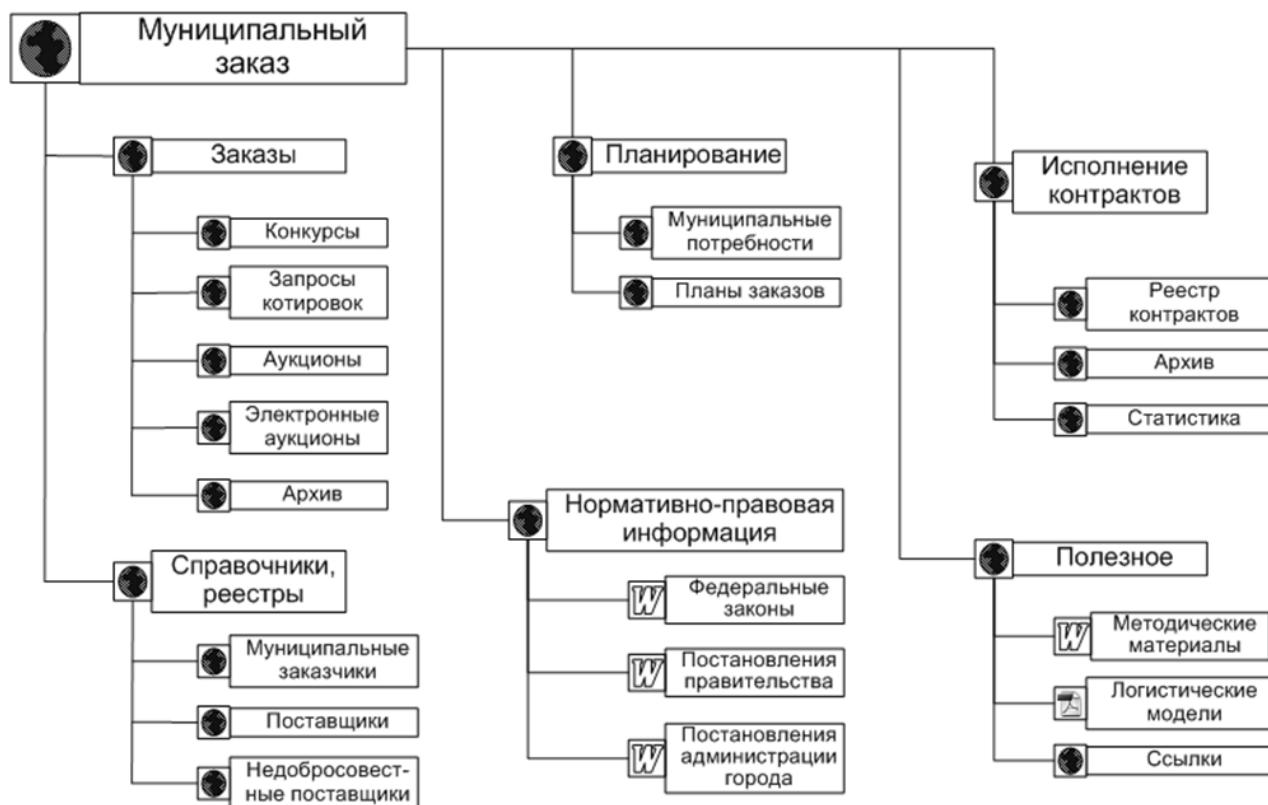 Муниципальный
заказ
Заказы
Конкурсы
Запросы
котировок
Аукционы
Электронные
аукционы
Архив
Справочники,
реестры
Муниципальные
заказчики
Поставщики
Недобросовест-
ные поставщики
Планирование
Муниципальные
потребности
Планы заказов
Нормативно-правовая
информация
W
Федеральные
законы
W
Постановления
правительства
W
Постановления
администрации
города
Исполнение
контрактов
Реестр
контрактов
Архив
Статистика
Полезное
W
Методические
материалы
Логистические
модели
Ссылки